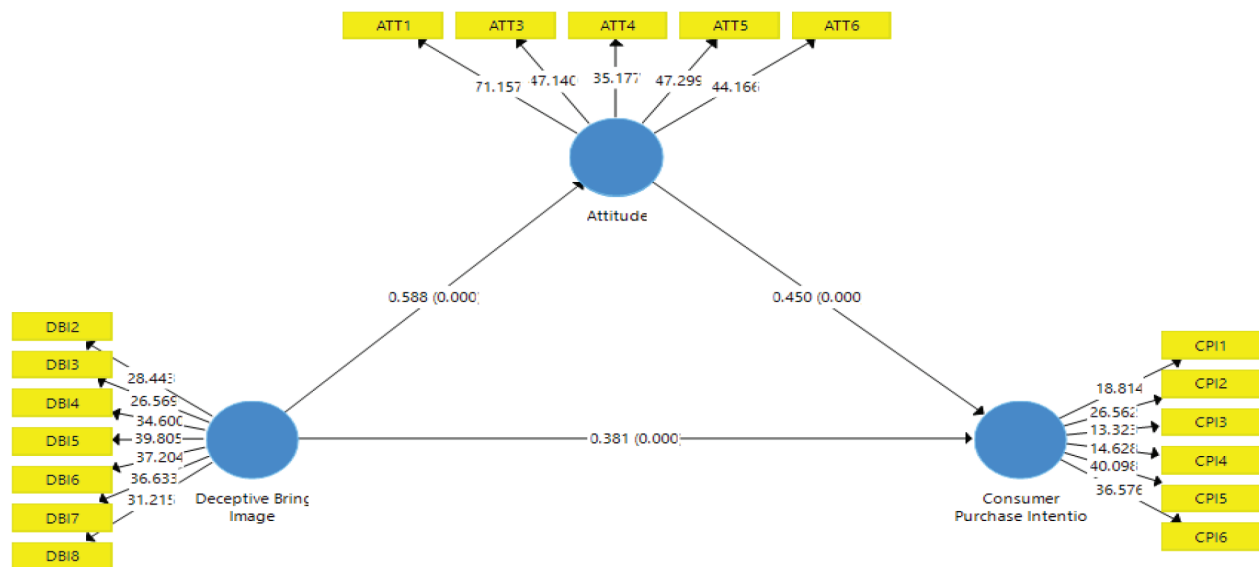 ATT1 ATT3 ATT4 ATT5 ATT6
71.157 47.140 35.177 47.299 44.166
Attitude
0.588 (0.000) 0.450 (0.000
DBI2
DBI3
DBI4
DBI5
DBI6
DBI7
DBI8
28.443
26.569
34.600
39.805
37.204
36.633
31.215
Deceptive Bring
Image
0.381 (0.000)
CPI1
CPI2
CPI3
CPI4
CPI5
CPI6
18.814
26.562
13.323
14.628
40.098
36.576
Consumer
Purchase Intentio